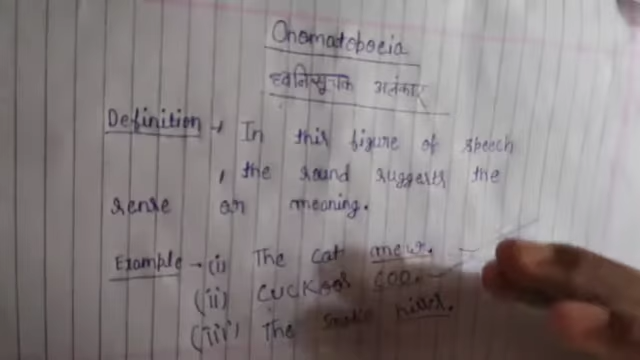 Onomatopoeia
ध्वनिसूचक अलंकार
Definition → In this figure of speech
, the sound suggests the
sense or meaning.
Example → (i) The cat mews.
(ii) Cuckoos coo.
(iii) The snake hisses.